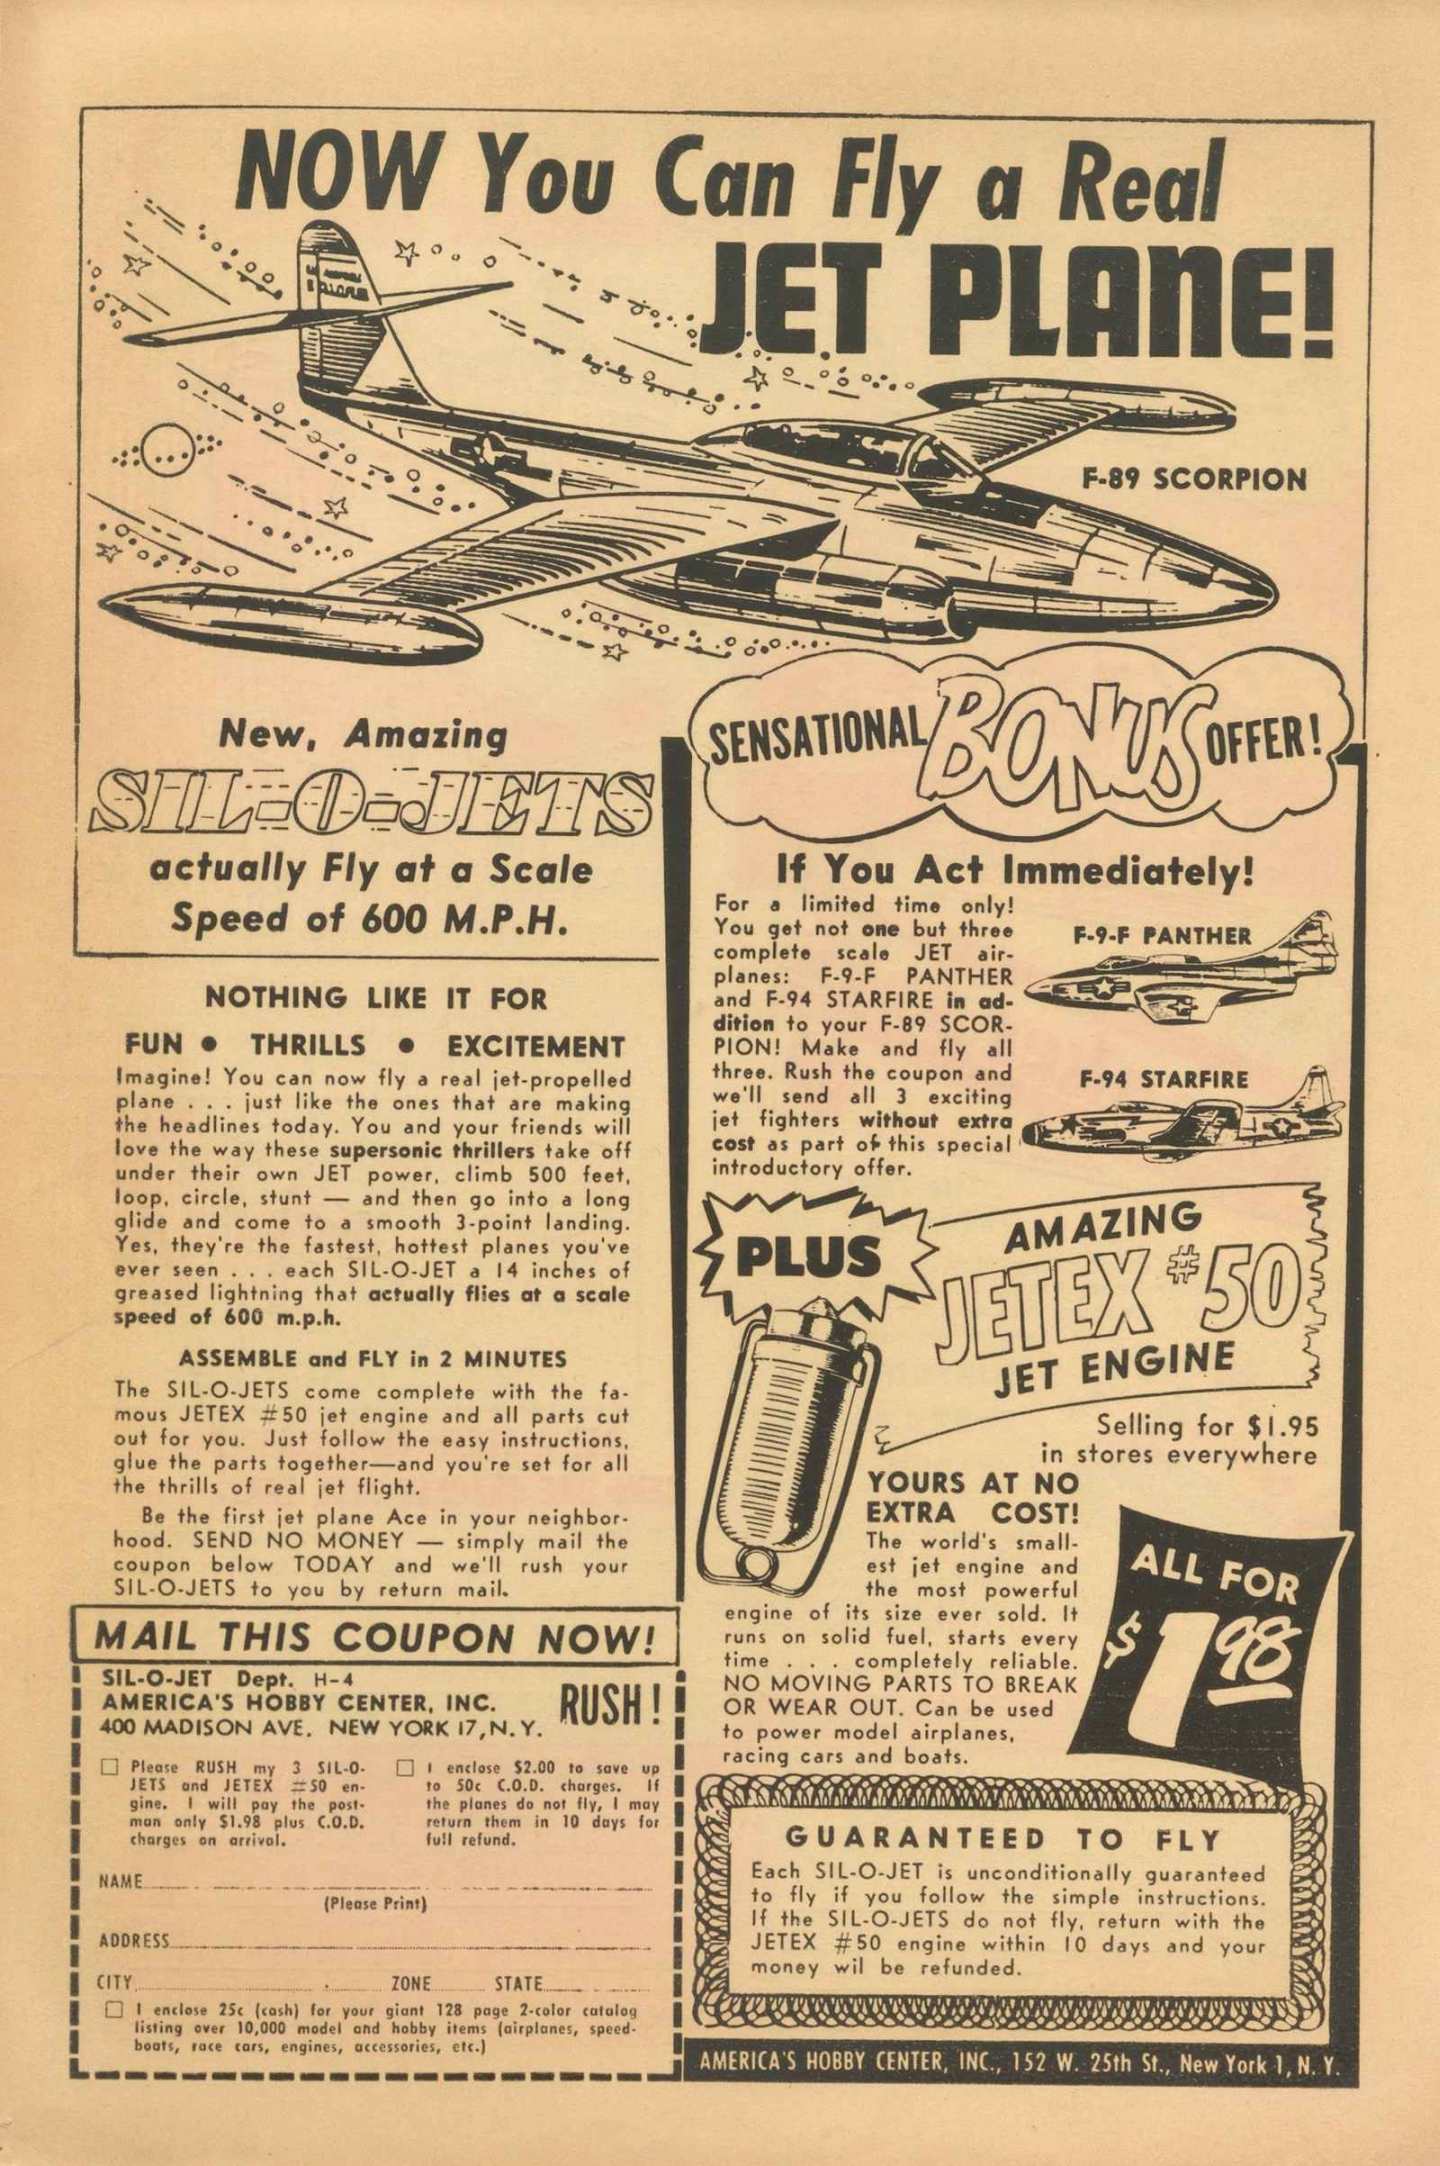 NOW You Can Fly a Real
JET PLANE!
F-89 SCORPION
New, Amazing
SIL-O-JETS
actually Fly at a Scale
Speed of 600 M.P.H.
NOTHING LIKE IT FOR
FUN • THRILLS • EXCITEMENT
Imagine! You can now fly a real jet-propelled
plane . . . just like the ones that are making
the headlines today. You and your friends will
love the way these supersonic thrillers take off
under their own JET power, climb 500 feet,
loop, circle, stunt — and then go into a long
glide and come to a smooth 3-point landing.
Yes, they're the fastest, hottest planes you've
ever seen . . . each SIL-O-JET a 14 inches of
greased lightning that actually flies at a scale
speed of 600 m.p.h.
ASSEMBLE and FLY in 2 MINUTES
The SIL-O-JETS come complete with the fa-
mous JETEX #50 jet engine and all parts cut
out for you. Just follow the easy instructions,
glue the parts together—and you're set for all
the thrills of real jet flight.
Be the first jet plane Ace in your neighbor-
hood. SEND NO MONEY — simply mail the
coupon below TODAY and we'll rush your
SIL-O-JETS to you by return mail.
MAIL THIS COUPON NOW!
SIL-O-JET Dept. H-4
AMERICA'S HOBBY CENTER, INC.
400 MADISON AVE. NEW YORK 17, N.Y.
RUSH!
☐ Please RUSH my 3 SIL-O-
JETS and JETEX #50 en-
gine. I will pay the post-
man only $1.98 plus C.O.D.
charges on arrival.
☐ I enclose $2.00 to save up
to 50c C.O.D. charges. If
the planes do not fly, I may
return them in 10 days for
full refund.
NAME
(Please Print)
ADDRESS
CITY ZONE STATE
☐ I enclose 25c (cash) for your giant 128 page 2-color catalog
listing over 10,000 model and hobby items (airplanes, speed-
boats, race cars, engines, accessories, etc.)
SENSATIONAL BONUS OFFER!
If You Act Immediately!
For a limited time only!
You get not one but three
complete scale JET air-
planes: F-9-F PANTHER
and F-94 STARFIRE in ad-
dition to your F-89 SCOR-
PION! Make and fly all
three. Rush the coupon and
we'll send all 3 exciting
jet fighters without extra
cost as part of this special
introductory offer.
F-9-F PANTHER
F-94 STARFIRE
PLUS
AMAZING
JETEX #50
JET ENGINE
Selling for $1.95
in stores everywhere
YOURS AT NO
EXTRA COST!
The world's small-
est jet engine and
the most powerful
engine of its size ever sold. It
runs on solid fuel, starts every
time . . . completely reliable.
NO MOVING PARTS TO BREAK
OR WEAR OUT. Can be used
to power model airplanes,
racing cars and boats.
ALL FOR
$1.98
GUARANTEED TO FLY
Each SIL-O-JET is unconditionally guaranteed
to fly if you follow the simple instructions.
If the SIL-O-JETS do not fly, return with the
JETEX #50 engine within 10 days and your
money wil be refunded.
AMERICA'S HOBBY CENTER, INC., 152 W. 25th St., New York 1, N. Y.